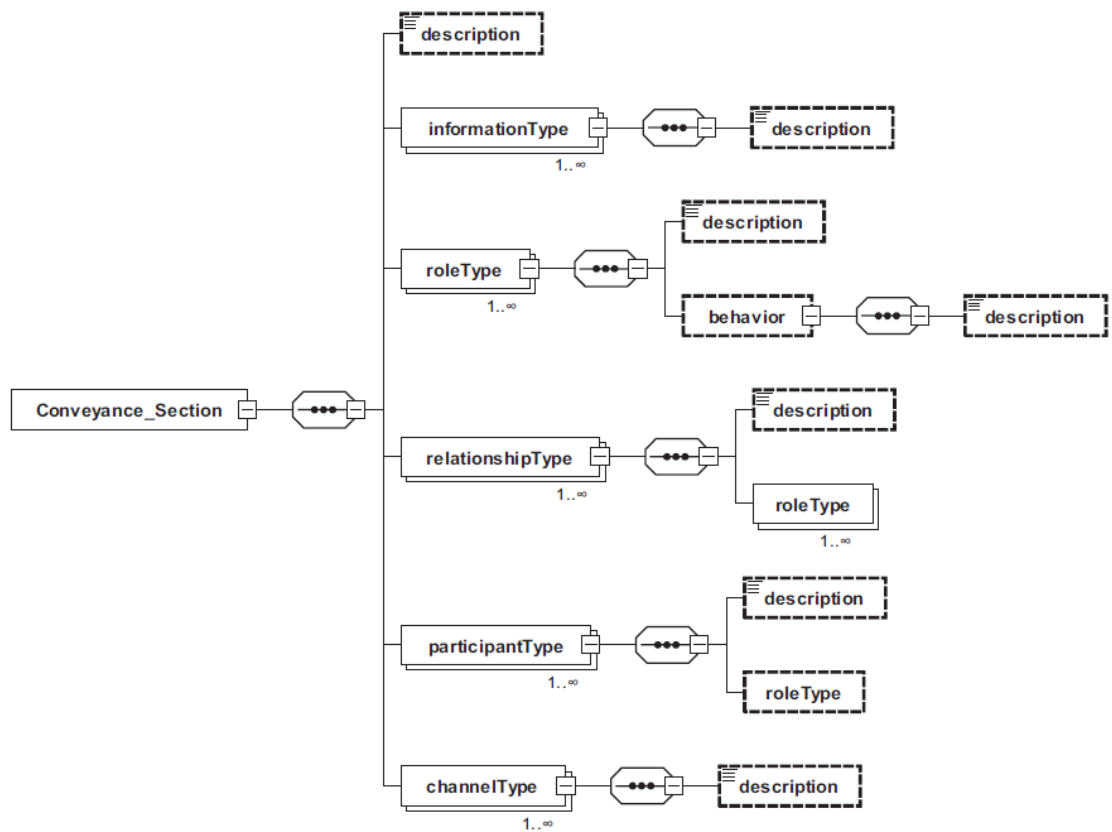 description
informationType
description
1..∞
description
roleType
1..∞
behavior
description
Conveyance_Section
description
relationshipType
1..∞
roleType
1..∞
description
participantType
1..∞
roleType
channelType
description
1..∞